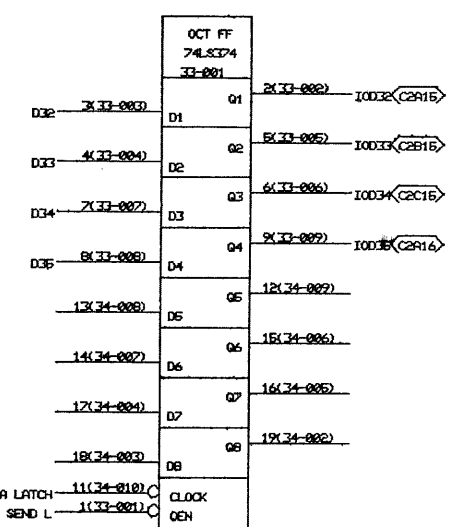 OCT FF
74LS374
33-001
Q1 2(33-002) IOD32 C2A15
D32 3(33-003) D1
Q2 5(33-005) IOD33 C2B15
D33 4(33-004) D2
Q3 6(33-006) IOD34 C2C15
D34 7(33-007) D3
Q4 9(33-009) IOD35 C2A16
D35 8(33-008) D4
Q5 12(34-009)
13(34-008) D5
Q6 15(34-006)
14(34-007) D6
Q7 16(34-005)
17(34-004) D7
Q8 19(34-002)
18(34-003) D8
A LATCH 11(34-010) CLOCK
SEND L 1(33-001) OEN